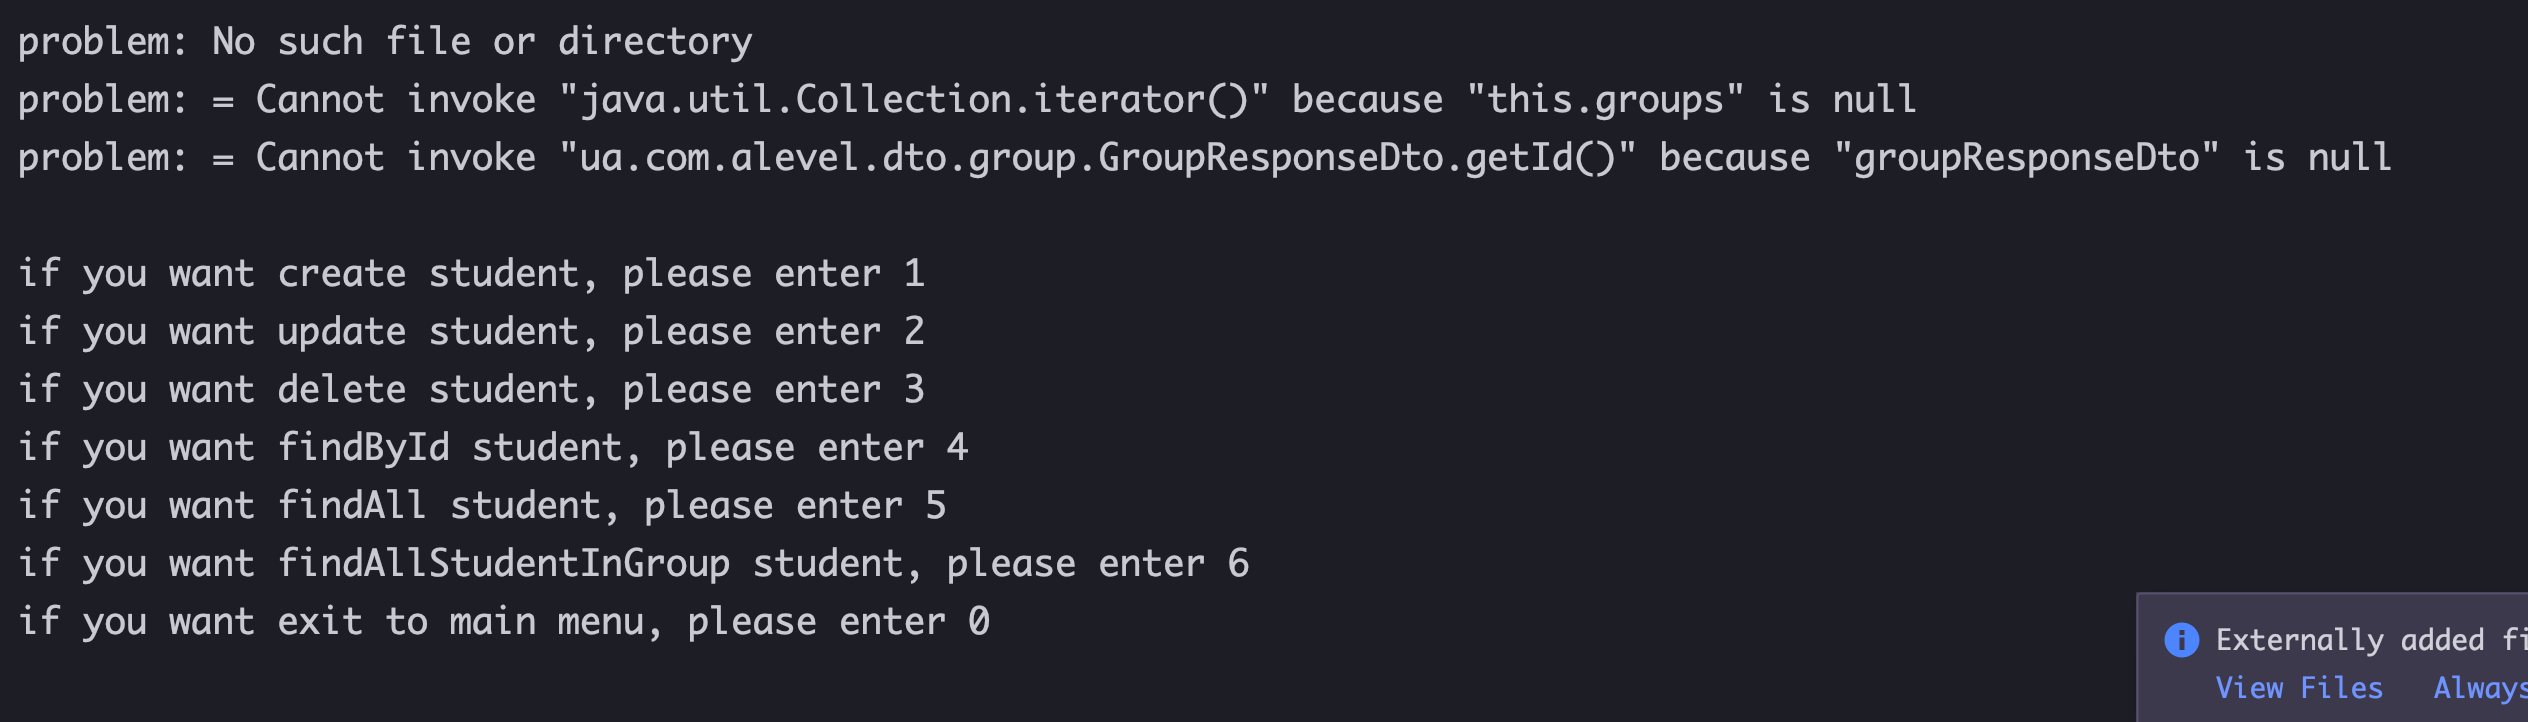 problem: No such file or directory
problem: = Cannot invoke "java.util.Collection.iterator()" because "this.groups" is null
problem: = Cannot invoke "ua.com.alevel.dto.group.GroupResponseDto.getId()" because "groupResponseDto" is null
if you want create student, please enter 1
if you want update student, please enter 2
if you want delete student, please enter 3
if you want findById student, please enter 4
if you want findAll student, please enter 5
if you want findAllStudentInGroup student, please enter 6
if you want exit to main menu, please enter 0
Externally added fi
View Files Always